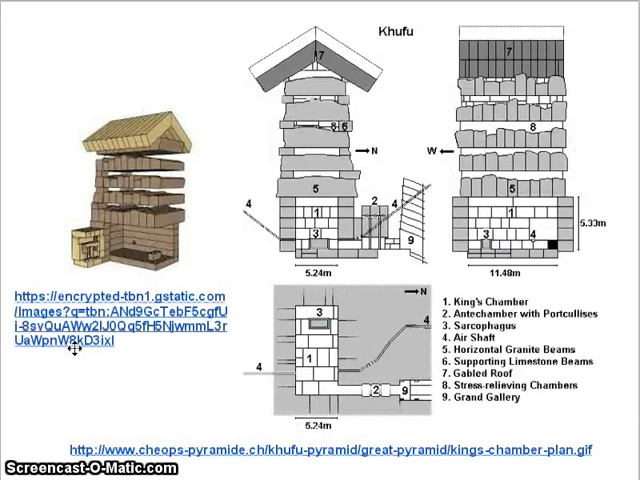 Khufu
7
7
8 6
8
N
W
4
2
4
5
5
1
1
3
9
3
4
5.33m
5.24m
11.48m
https://encrypted-tbn1.gstatic.com
N
1. King's Chamber
2. Antechamber with Portcullises
3. Sarcophagus
4. Air Shaft
5. Horizontal Granite Beams
6. Supporting Limestone Beams
7. Gabled Roof
8. Stress-relieving Chambers
9. Grand Gallery
3
4
1
4
2
9
5.24m
http://www.cheops-pyramide.ch/khufu-pyramid/great-pyramid/kings-chamber-plan.gif
Screencast-O-Matic.com